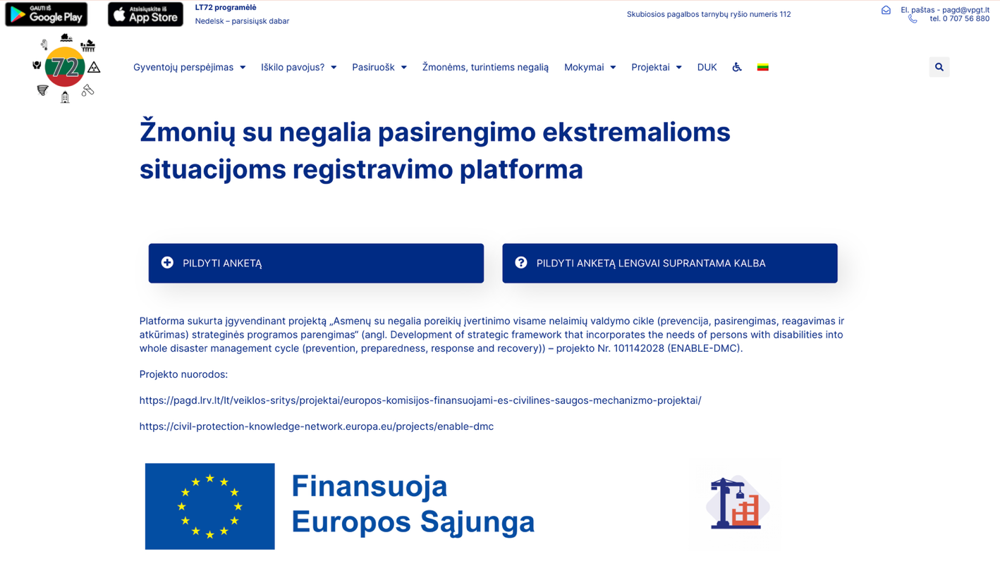 GAUTI IŠ
Google Play
Atsisiųskite iš
App Store
LT72 programėlė
Nedelsk – parsisiųsk dabar
Skubiosios pagalbos tarnybų ryšio numeris 112
El. paštas - pagd@vpgt.lt
tel. 0 707 56 880
72
Gyventojų perspėjimas
Iškilo pavojus?
Pasiruošk
Žmonėms, turintiems negalią
Mokymai
Projektai
DUK
Žmonių su negalia pasirengimo ekstremalioms
situacijoms registravimo platforma
PILDYTI ANKETĄ
PILDYTI ANKETĄ LENGVAI SUPRANTAMA KALBA
Platforma sukurta įgyvendinant projektą „Asmenų su negalia poreikių įvertinimo visame nelaimių valdymo cikle (prevencija, pasirengimas, reagavimas ir
atkūrimas) strateginės programos parengimas“ (angl. Development of strategic framework that incorporates the needs of persons with disabilities into
whole disaster management cycle (prevention, preparedness, response and recovery)) – projekto Nr. 101142028 (ENABLE-DMC).
Projekto nuorodos:
https://pagd.lrv.lt/lt/veiklos-sritys/projektai/europos-komisijos-finansuojami-es-civilines-saugos-mechanizmo-projektai/
https://civil-protection-knowledge-network.europa.eu/projects/enable-dmc
Finansuoja
Europos Sąjunga